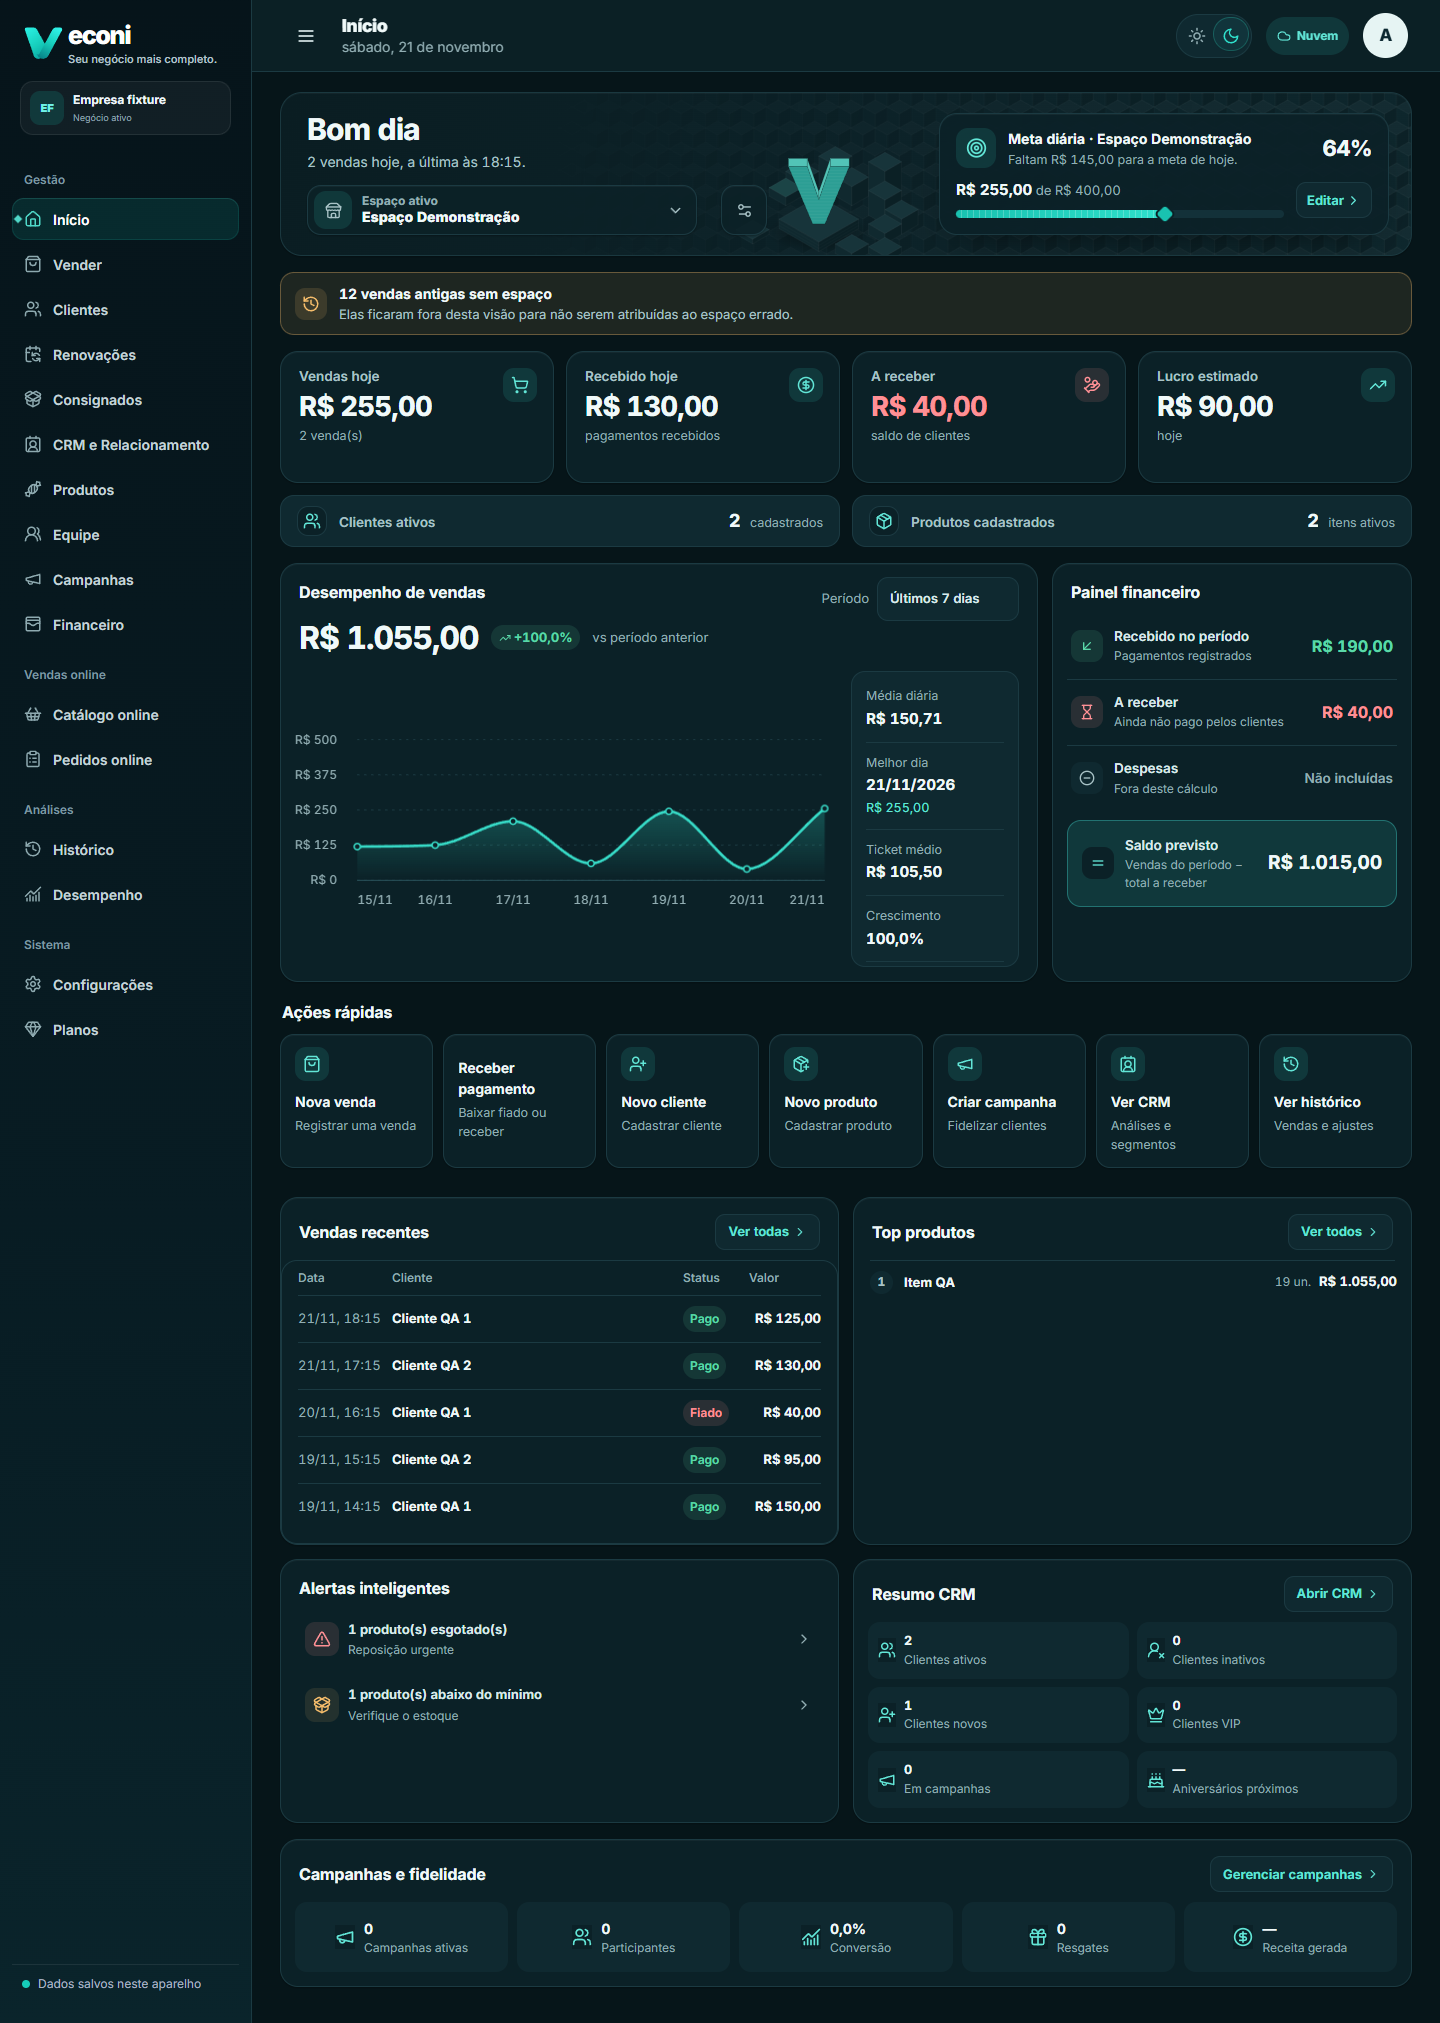 Veconi
Seu negócio mais completo.
EF
Empresa fixture
Negócio ativo
Gestão
Início
Vender
Clientes
Renovações
Consignados
CRM e Relacionamento
Produtos
Equipe
Campanhas
Financeiro
Vendas online
Catálogo online
Pedidos online
Análises
Histórico
Desempenho
Sistema
Configurações
Planos
Dados salvos neste aparelho
Início
sábado, 21 de novembro
Nuvem
A
Bom dia
2 vendas hoje, a última às 18:15.
Espaço ativo
Espaço Demonstração
Meta diária · Espaço Demonstração
Faltam R$ 145,00 para a meta de hoje.
64%
R$ 255,00 de R$ 400,00
Editar
12 vendas antigas sem espaço
Elas ficaram fora desta visão para não serem atribuídas ao espaço errado.
Vendas hoje
R$ 255,00
2 venda(s)
Recebido hoje
R$ 130,00
pagamentos recebidos
A receber
R$ 40,00
saldo de clientes
Lucro estimado
R$ 90,00
hoje
Clientes ativos
2 cadastrados
Produtos cadastrados
2 itens ativos
Desempenho de vendas
Período
Últimos 7 dias
R$ 1.055,00
+100,0%
vs período anterior
R$ 500
R$ 375
R$ 250
R$ 125
R$ 0
15/11 16/11 17/11 18/11 19/11 20/11 21/11
Média diária
R$ 150,71
Melhor dia
21/11/2026
R$ 255,00
Ticket médio
R$ 105,50
Crescimento
100,0%
Painel financeiro
Recebido no período
Pagamentos registrados
R$ 190,00
A receber
Ainda não pago pelos clientes
R$ 40,00
Despesas
Fora deste cálculo
Não incluídas
Saldo previsto
Vendas do período –
total a receber
R$ 1.015,00
Ações rápidas
Nova venda
Registrar uma venda
Receber
pagamento
Baixar fiado ou
receber
Novo cliente
Cadastrar cliente
Novo produto
Cadastrar produto
Criar campanha
Fidelizar clientes
Ver CRM
Análises e
segmentos
Ver histórico
Vendas e ajustes
Vendas recentes
Ver todas
Data Cliente Status Valor
21/11, 18:15 Cliente QA 1 Pago R$ 125,00
21/11, 17:15 Cliente QA 2 Pago R$ 130,00
20/11, 16:15 Cliente QA 1 Fiado R$ 40,00
19/11, 15:15 Cliente QA 2 Pago R$ 95,00
19/11, 14:15 Cliente QA 1 Pago R$ 150,00
Top produtos
Ver todos
1 Item QA 19 un. R$ 1.055,00
Alertas inteligentes
1 produto(s) esgotado(s)
Reposição urgente
1 produto(s) abaixo do mínimo
Verifique o estoque
Resumo CRM
Abrir CRM
2
Clientes ativos
0
Clientes inativos
1
Clientes novos
0
Clientes VIP
0
Em campanhas
—
Aniversários próximos
Campanhas e fidelidade
Gerenciar campanhas
0
Campanhas ativas
0
Participantes
0,0%
Conversão
0
Resgates
—
Receita gerada